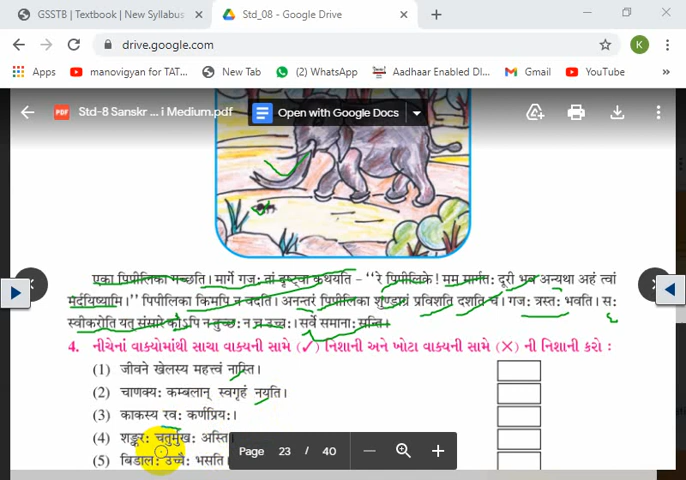 GSSTB | Textbook | New Syllabus
Std_08 - Google Drive
drive.google.com
K
Apps manovigyan for TAT... New Tab (2) WhatsApp Aadhaar Enabled DI... Gmail YouTube
PDF Std-8 Sanskr ... i Medium.pdf Open with Google Docs
एका पिपीलिका गच्छति। मार्गे गजः तां दृष्ट्वा कथयति - "रे पिपीलिके ! मम मार्गतः दूरी भव अन्यथा अहं त्वां
मर्दयिष्यामि।" पिपीलिका किमपि न वदति। अनन्तरं पिपीलिका शुण्डाग्रं प्रविशति दशति च। गजः त्रस्तः भवति। सः
स्वीकरोति यत् संसारे कोऽपि न तुच्छः न च उच्चः। सर्वे समानाः सन्ति।
4. નીચેનાં વાક્યોમાંથી સાચા વાક્યની સામે (✓) નિશાની અને ખોટા વાક્યની સામે (✕) ની નિશાની કરો :
(1) जीवने खेलस्य महत्त्वं नास्ति।
(2) चाणक्यः कम्बलान् स्वगृहं नयति।
(3) काकस्य रवः कर्णप्रियः।
(4) शङ्करः चतुर्मुखः अस्ति।
(5) बिडालः उच्चैः भसति।
Page 23 / 40